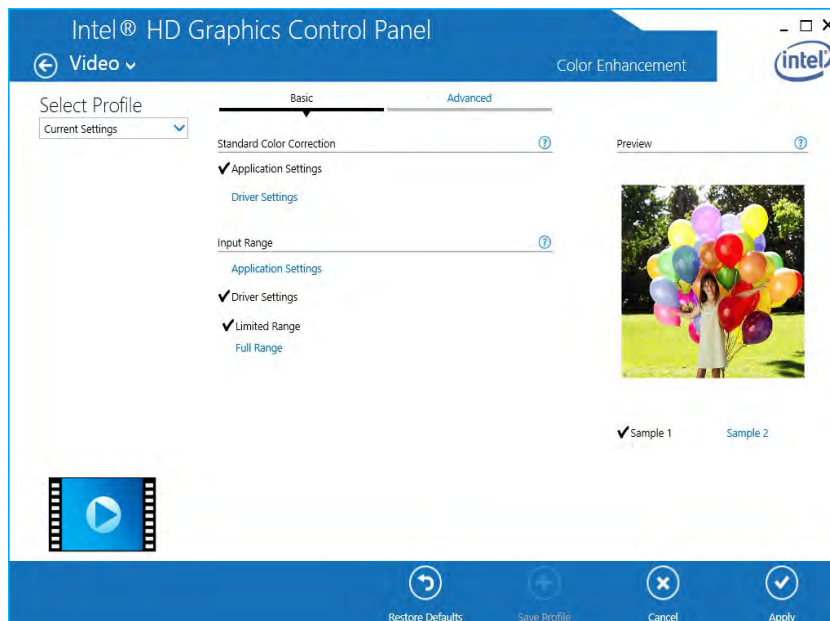 Intel® HD Graphics Control Panel
Video
Color Enhancement
intel
Select Profile
Current Settings
Basic
Advanced
Standard Color Correction
Application Settings
Driver Settings
Input Range
Application Settings
Driver Settings
Limited Range
Full Range
Preview
Sample 1
Sample 2
Restore Defaults
Save Profile
Cancel
Apply